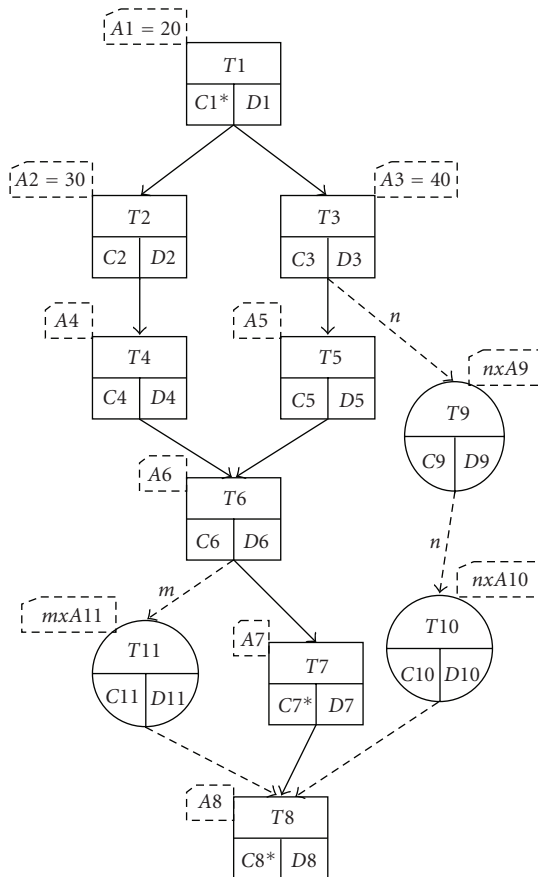 A1 = 20
T1
C1* D1
A2 = 30
A3 = 40
T2
T3
C2 D2
C3 D3
A4
A5
n
T4
T5
nxA9
C4 D4
C5 D5
T9
C9 D9
A6
T6
C6 D6
n
m
nxA10
mxA11
T10
A7
T11
T7
C10 D10
C11 D11
C7* D7
A8
T8
C8* D8